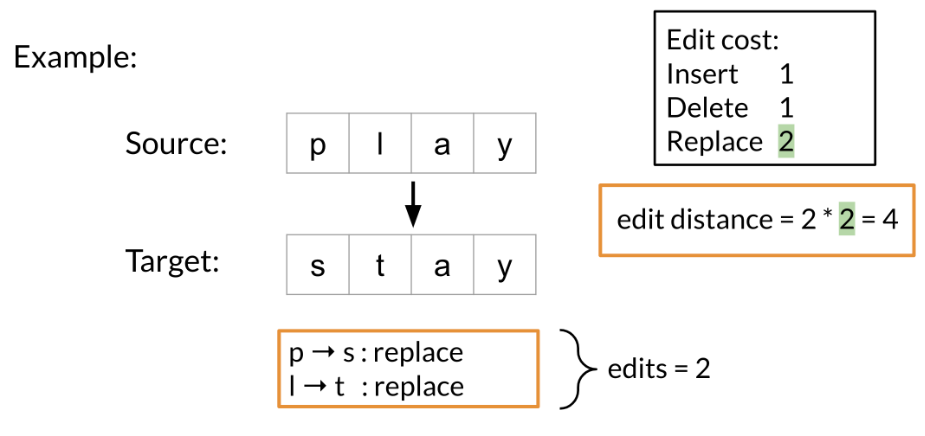 Example:
Edit cost:
Insert 1
Delete 1
Replace 2
Source: p l a y
edit distance = 2 * 2 = 4
Target: s t a y
p → s : replace
l → t : replace
edits = 2